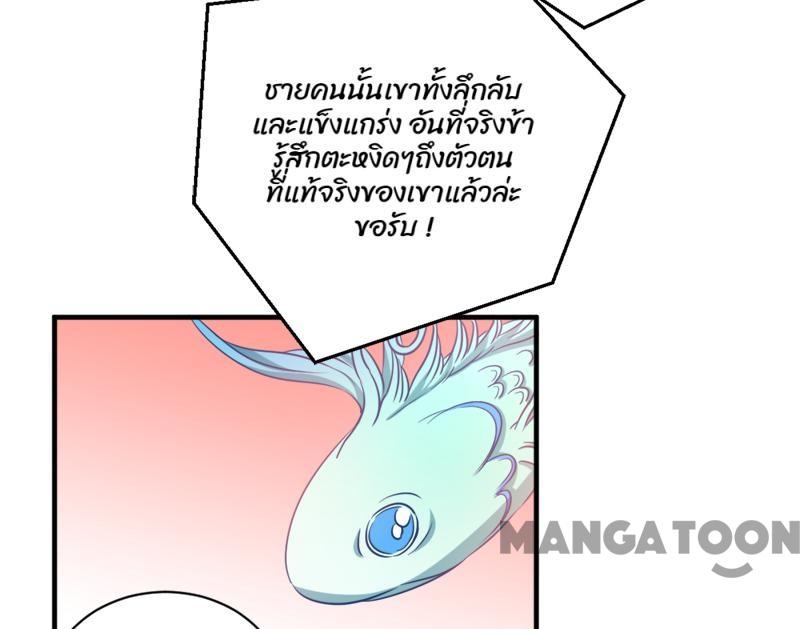 ชายคนนั้นเขาทั้งลึกลับ
และแข็งแกร่ง อันที่จริงข้า
รู้สึกตะหงิดๆถึงตัวตน
ที่แท้จริงของเขาแล้วล่ะ
ขอรับ !
MANGATOON